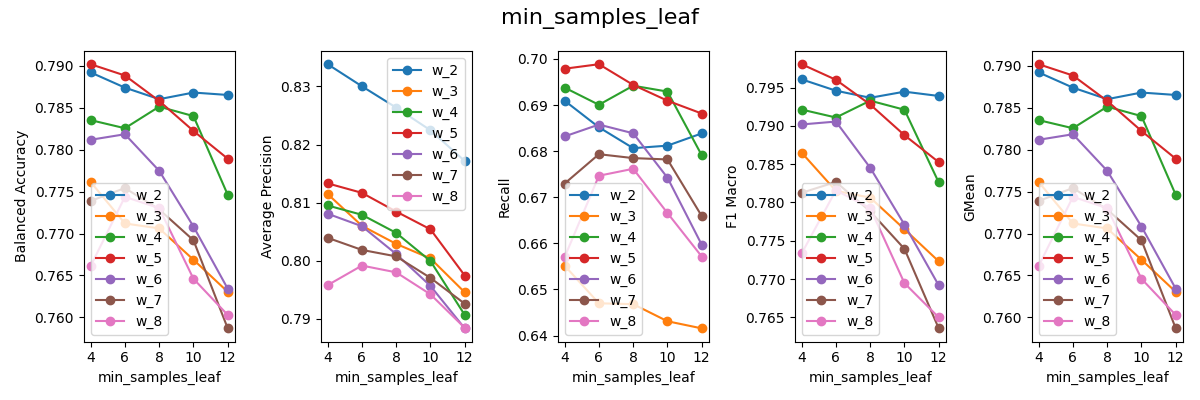 min_samples_leaf
Balanced Accuracy
0.790
0.785
0.780
0.775
0.770
0.765
0.760
w_2
w_3
w_4
w_5
w_6
w_7
w_8
4 6 8 10 12
min_samples_leaf
Average Precision
0.83
0.82
0.81
0.80
0.79
w_2
w_3
w_4
w_5
w_6
w_7
w_8
4 6 8 10 12
min_samples_leaf
Recall
0.70
0.69
0.68
0.67
0.66
0.65
0.64
w_2
w_3
w_4
w_5
w_6
w_7
w_8
4 6 8 10 12
min_samples_leaf
F1 Macro
0.795
0.790
0.785
0.780
0.775
0.770
0.765
w_2
w_3
w_4
w_5
w_6
w_7
w_8
4 6 8 10 12
min_samples_leaf
GMean
0.790
0.785
0.780
0.775
0.770
0.765
0.760
w_2
w_3
w_4
w_5
w_6
w_7
w_8
4 6 8 10 12
min_samples_leaf